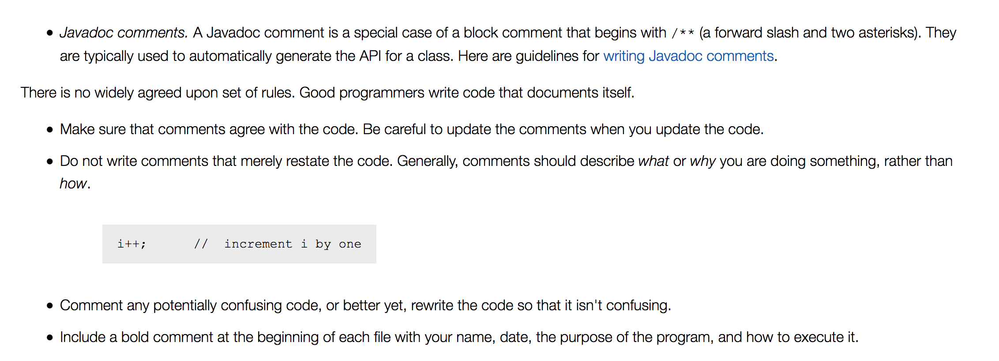 • Javadoc comments. A Javadoc comment is a special case of a block comment that begins with /** (a forward slash and two asterisks). They
are typically used to automatically generate the API for a class. Here are guidelines for writing Javadoc comments.
There is no widely agreed upon set of rules. Good programmers write code that documents itself.
• Make sure that comments agree with the code. Be careful to update the comments when you update the code.
• Do not write comments that merely restate the code. Generally, comments should describe what or why you are doing something, rather than
how.
i++;      //  increment i by one
• Comment any potentially confusing code, or better yet, rewrite the code so that it isn't confusing.
• Include a bold comment at the beginning of each file with your name, date, the purpose of the program, and how to execute it.